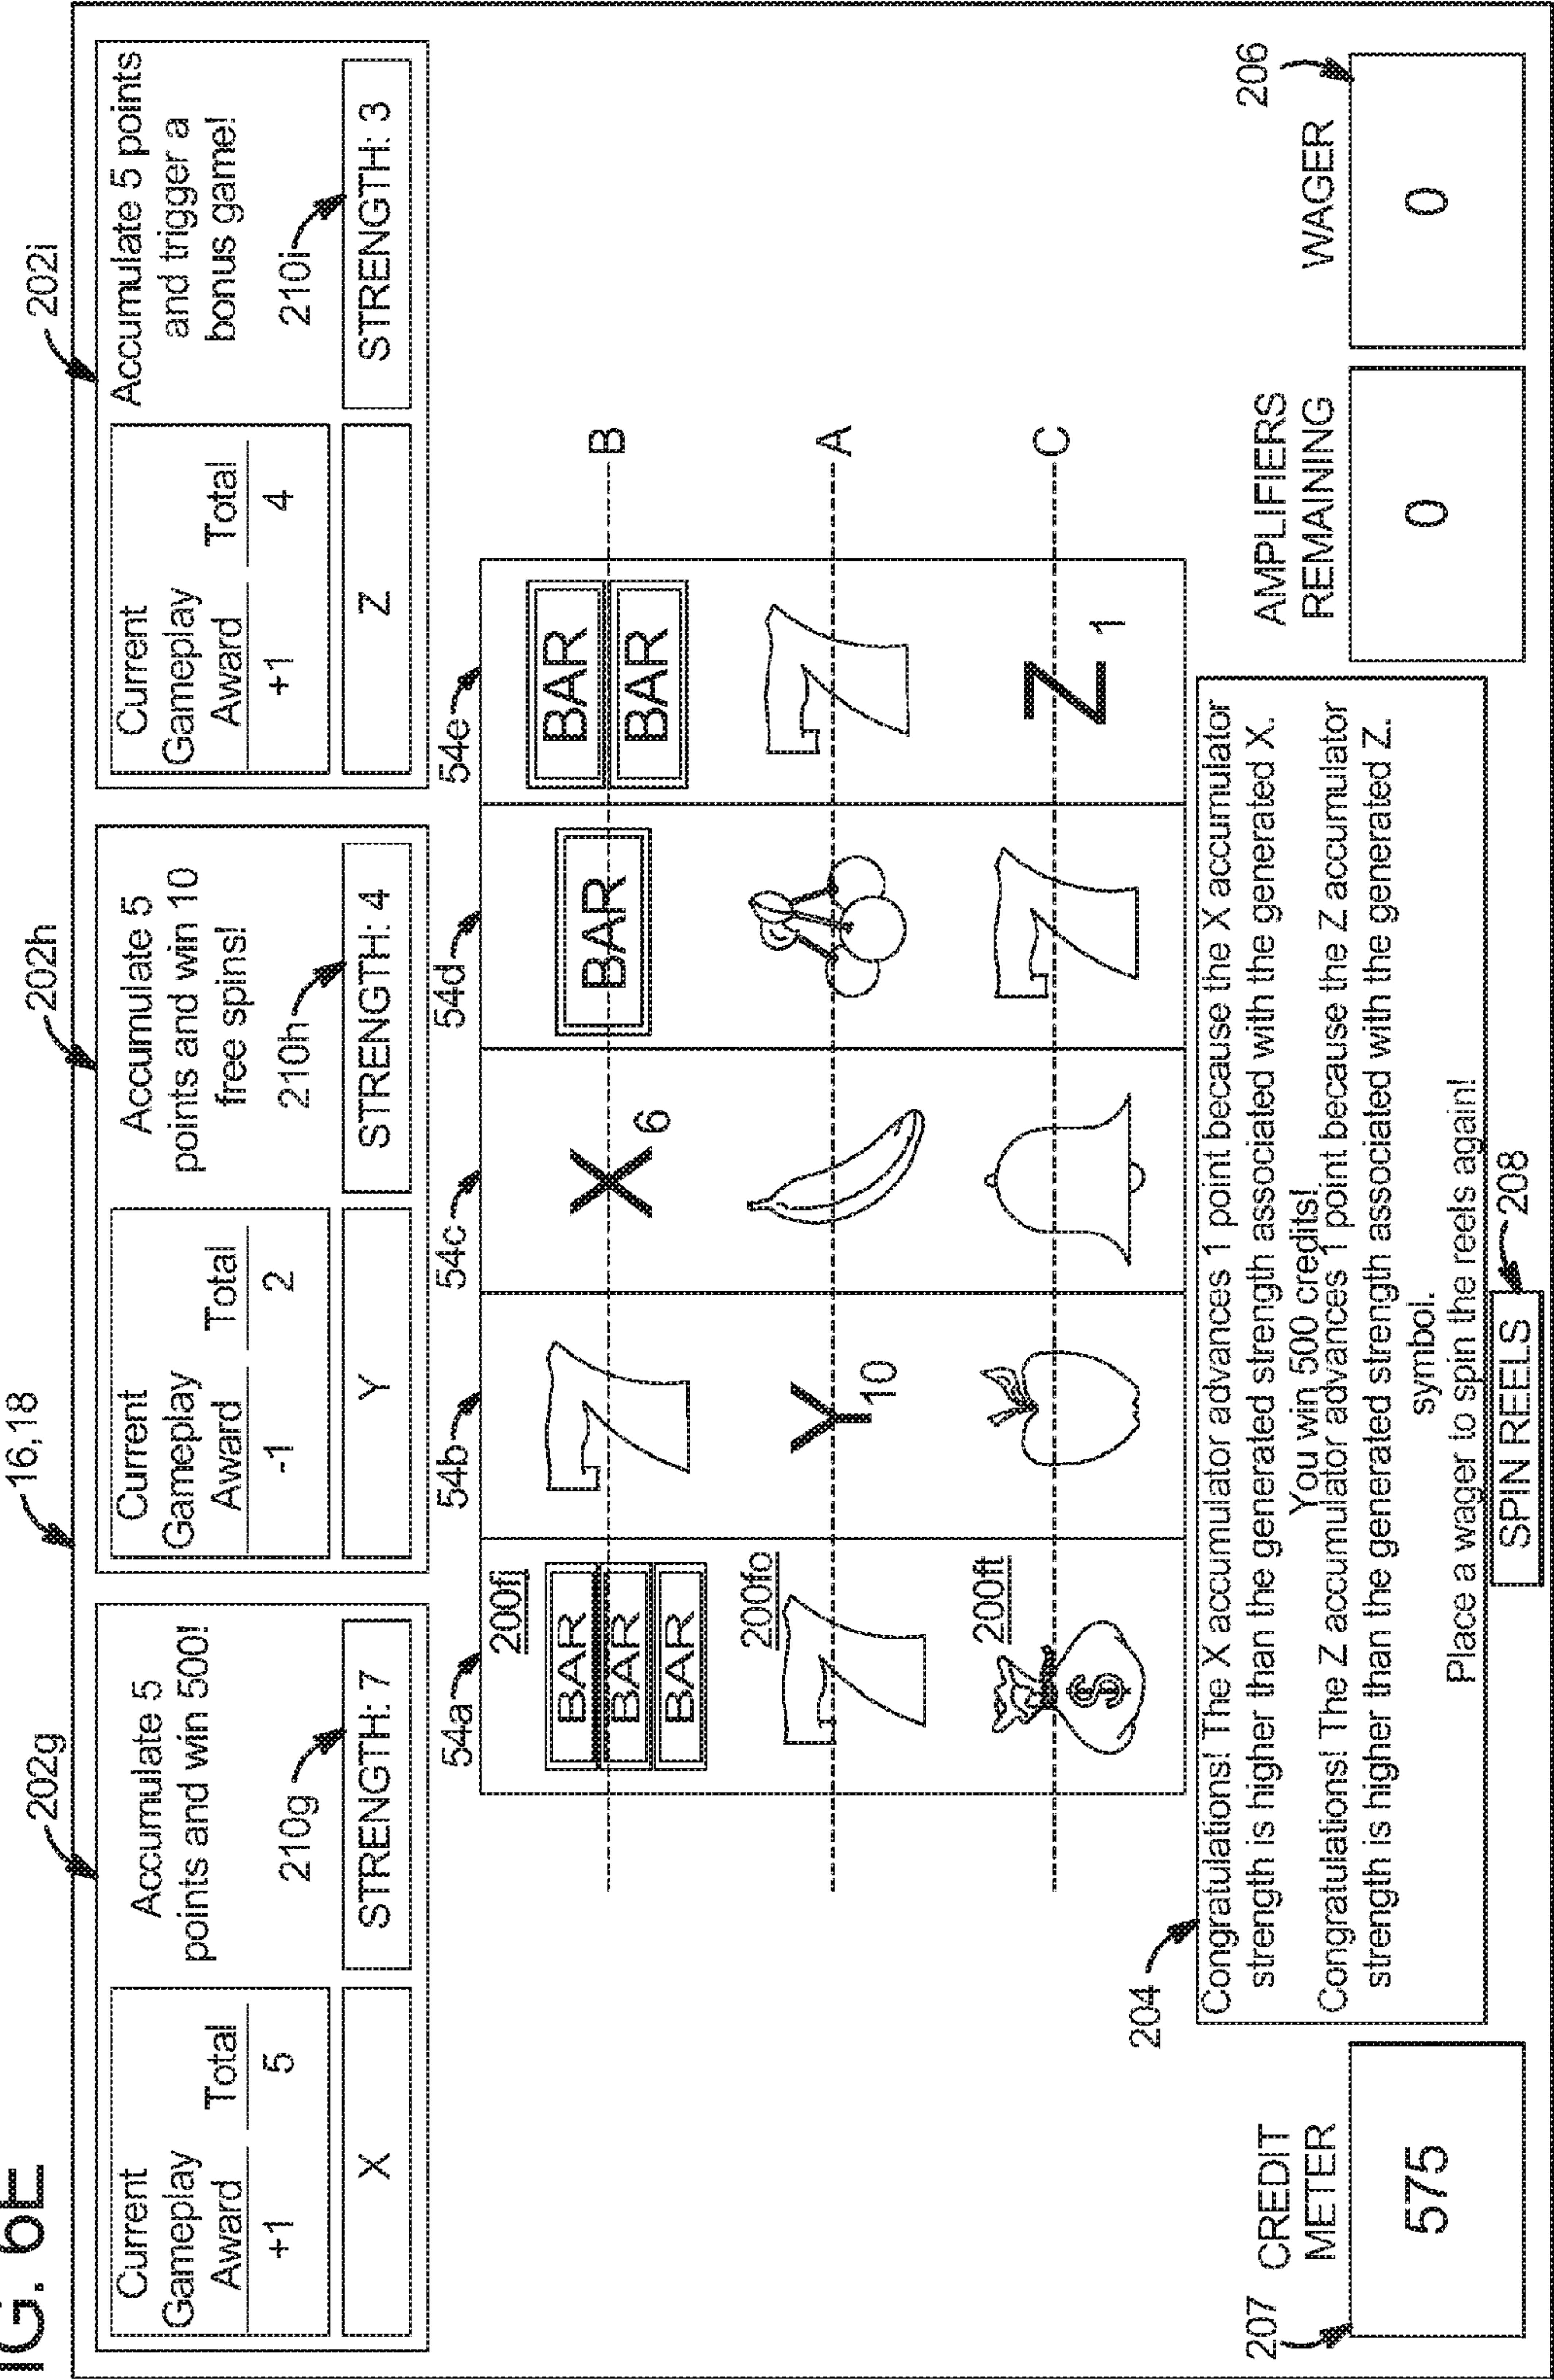 FIG. 6E
16,18
202g
202h
202i
Current
Gameplay
Award Total
+1 5
X
Accumulate 5
points and win 500!
210g
STRENGTH: 7
Current
Gameplay
Award Total
-1 2
Y
Accumulate 5
points and win 10
free spins!
210h
STRENGTH: 4
Current
Gameplay
Award Total
+1 4
Z
Accumulate 5 points
and trigger a
bonus game!
210i
STRENGTH: 3
54a
54b
54c
54d
54e
200fj
BAR
BAR
BAR
X 6
BAR
BAR
BAR
B
200fo
Y 10
A
200ft
$
Z 1
C
204
Congratulations! The X accumulator advances 1 point because the X accumulator
strength is higher than the generated strength associated with the generated X.
You win 500 credits!
Congratulations! The Z accumulator advances 1 point because the Z accumulator
strength is higher than the generated strength associated with the generated Z.
symbol.
Place a wager to spin the reels again!
SPIN REELS
208
207
CREDIT
METER
575
AMPLIFIERS
REMAINING
0
WAGER
206
0